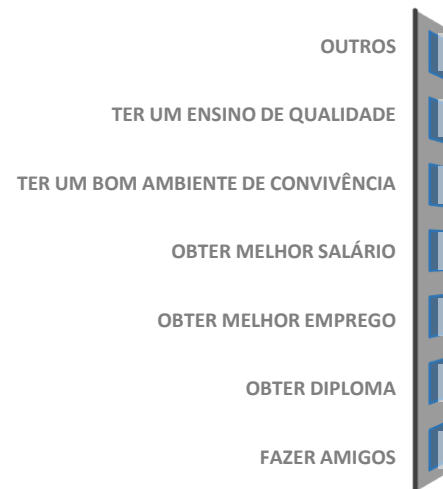 OUTROS
TER UM ENSINO DE QUALIDADE
TER UM BOM AMBIENTE DE CONVIVÊNCIA
OBTER MELHOR SALÁRIO
OBTER MELHOR EMPREGO
OBTER DIPLOMA
FAZER AMIGOS